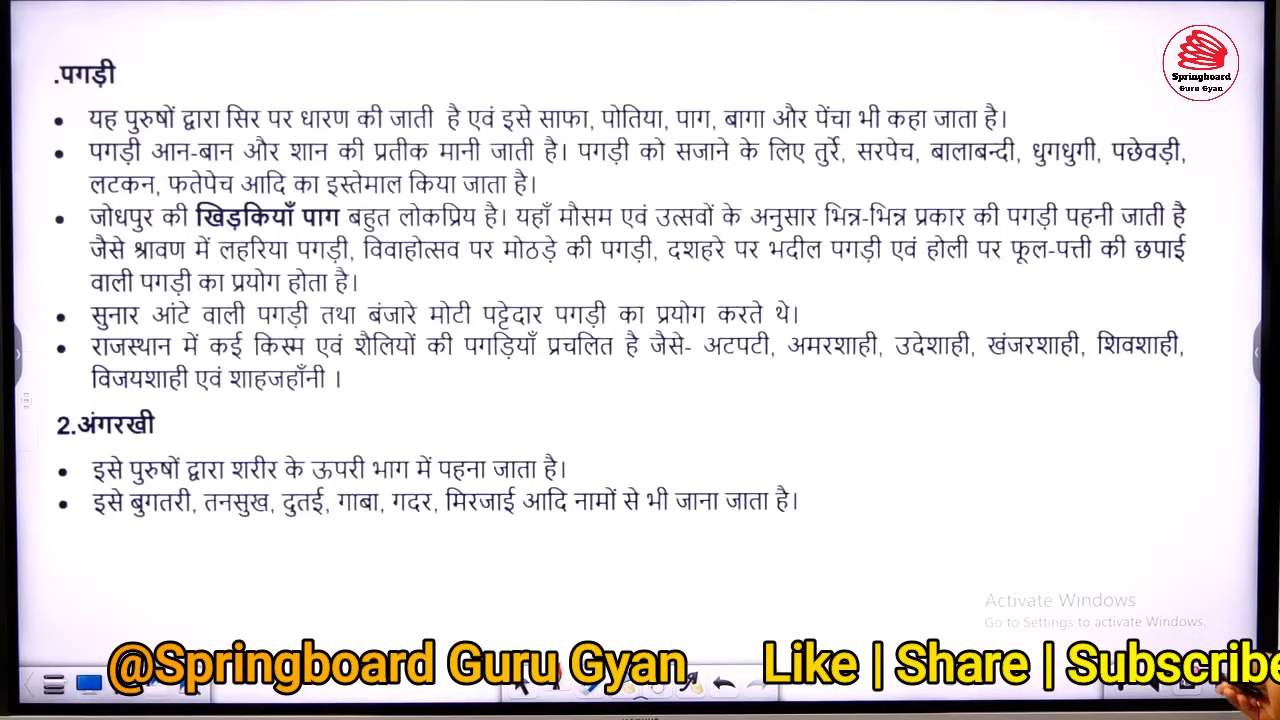 Springboard
Guru Gyan
.पगड़ी
• यह पुरुषों द्वारा सिर पर धारण की जाती है एवं इसे साफा, पोतिया, पाग, बागा और पेंचा भी कहा जाता है।
• पगड़ी आन-बान और शान की प्रतीक मानी जाती है। पगड़ी को सजाने के लिए तुर्रे, सरपेच, बालाबन्दी, धुगधुगी, पछेवड़ी,
लटकन, फतेपेच आदि का इस्तेमाल किया जाता है।
• जोधपुर की खिड़कियाँ पाग बहुत लोकप्रिय है। यहाँ मौसम एवं उत्सवों के अनुसार भिन्न-भिन्न प्रकार की पगड़ी पहनी जाती है
जैसे श्रावण में लहरिया पगड़ी, विवाहोत्सव पर मोठड़े की पगड़ी, दशहरे पर भदील पगड़ी एवं होली पर फूल-पत्ती की छपाई
वाली पगड़ी का प्रयोग होता है।
• सुनार आंटे वाली पगड़ी तथा बंजारे मोटी पट्टेदार पगड़ी का प्रयोग करते थे।
• राजस्थान में कई किस्म एवं शैलियों की पगड़ियाँ प्रचलित है जैसे- अटपटी, अमरशाही, उदेशाही, खंजरशाही, शिवशाही,
विजयशाही एवं शाहजहाँनी ।
2.अंगरखी
• इसे पुरुषों द्वारा शरीर के ऊपरी भाग में पहना जाता है।
• इसे बुगतरी, तनसुख, दुतई, गाबा, गदर, मिरजाई आदि नामों से भी जाना जाता है।
Activate Windows
Go to Settings to activate Windows.
@Springboard Guru Gyan Like | Share | Subscribe